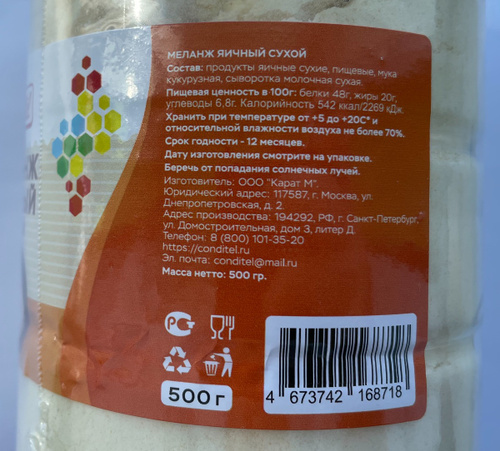 МЕЛАНЖ ЯИЧНЫЙ СУХОЙ
Состав: продукты яичные сухие, пищевые, мука
кукурузная, сыворотка молочная сухая.
Пищевая ценность в 100г: белки 48г, жиры 20г,
углеводы 6,8г. Калорийность 542 ккал/2269 кДж.
Хранить при температуре от +5 до +20С° и
относительной влажности воздуха не более 70%.
Срок годности - 12 месяцев.
Дату изготовления смотрите на упаковке.
Беречь от попадания солнечных лучей.
Изготовитель: ООО "Карат М".
Юридический адрес: 117587, г. Москва, ул.
Днепропетровская, д. 2.
Адрес производства: 194292, РФ, г. Санкт-Петербург,
ул. Домостроительная, дом 3, литер Д.
Телефон: 8 (800) 101-35-20
https://conditel.ru
Эл. почта: conditel@mail.ru
Масса нетто: 500 гр.
РСТ
500 г
4 673742 168718